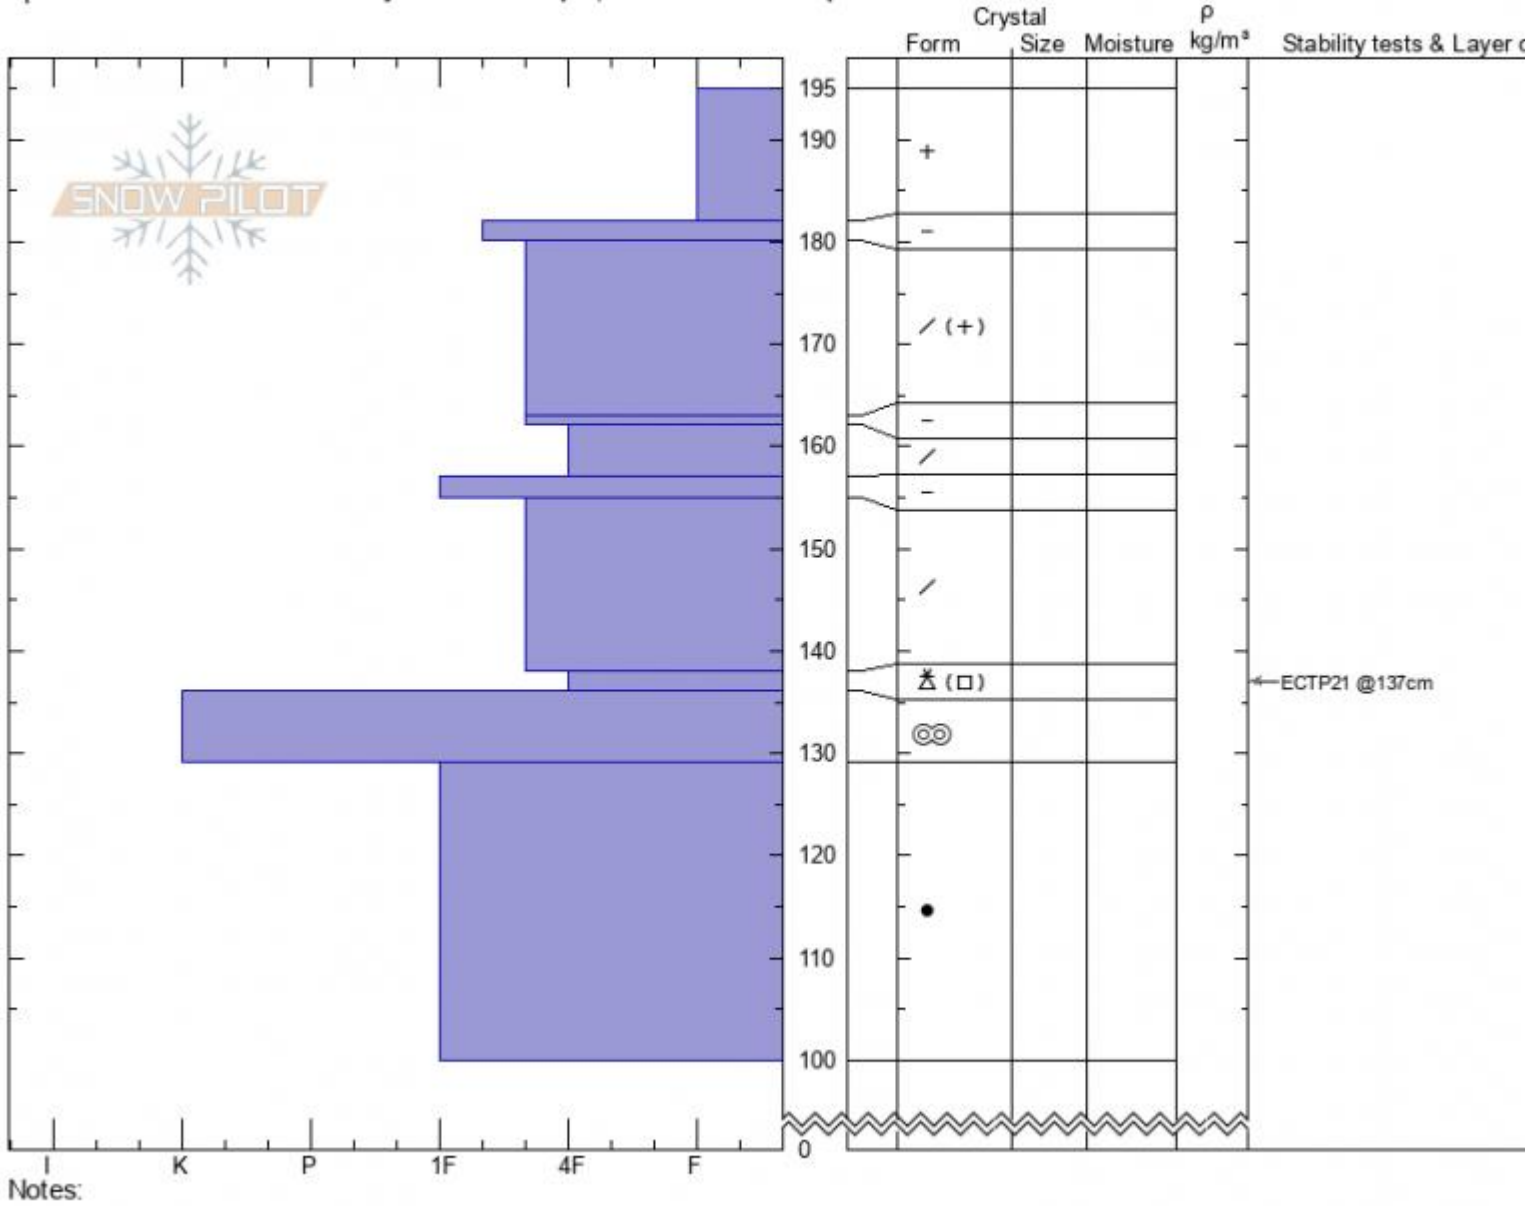 Crystal
ρ
Form Size Moisture kg/m³ Stability tests & Layer
SNOW PILOT
195
190
+
-
180
/ (+)
170
-
160
/
-
150
/
140
(□) ECTP21 @137cm
130
120
●
110
100
0
I K P 1F 4F F
Notes: